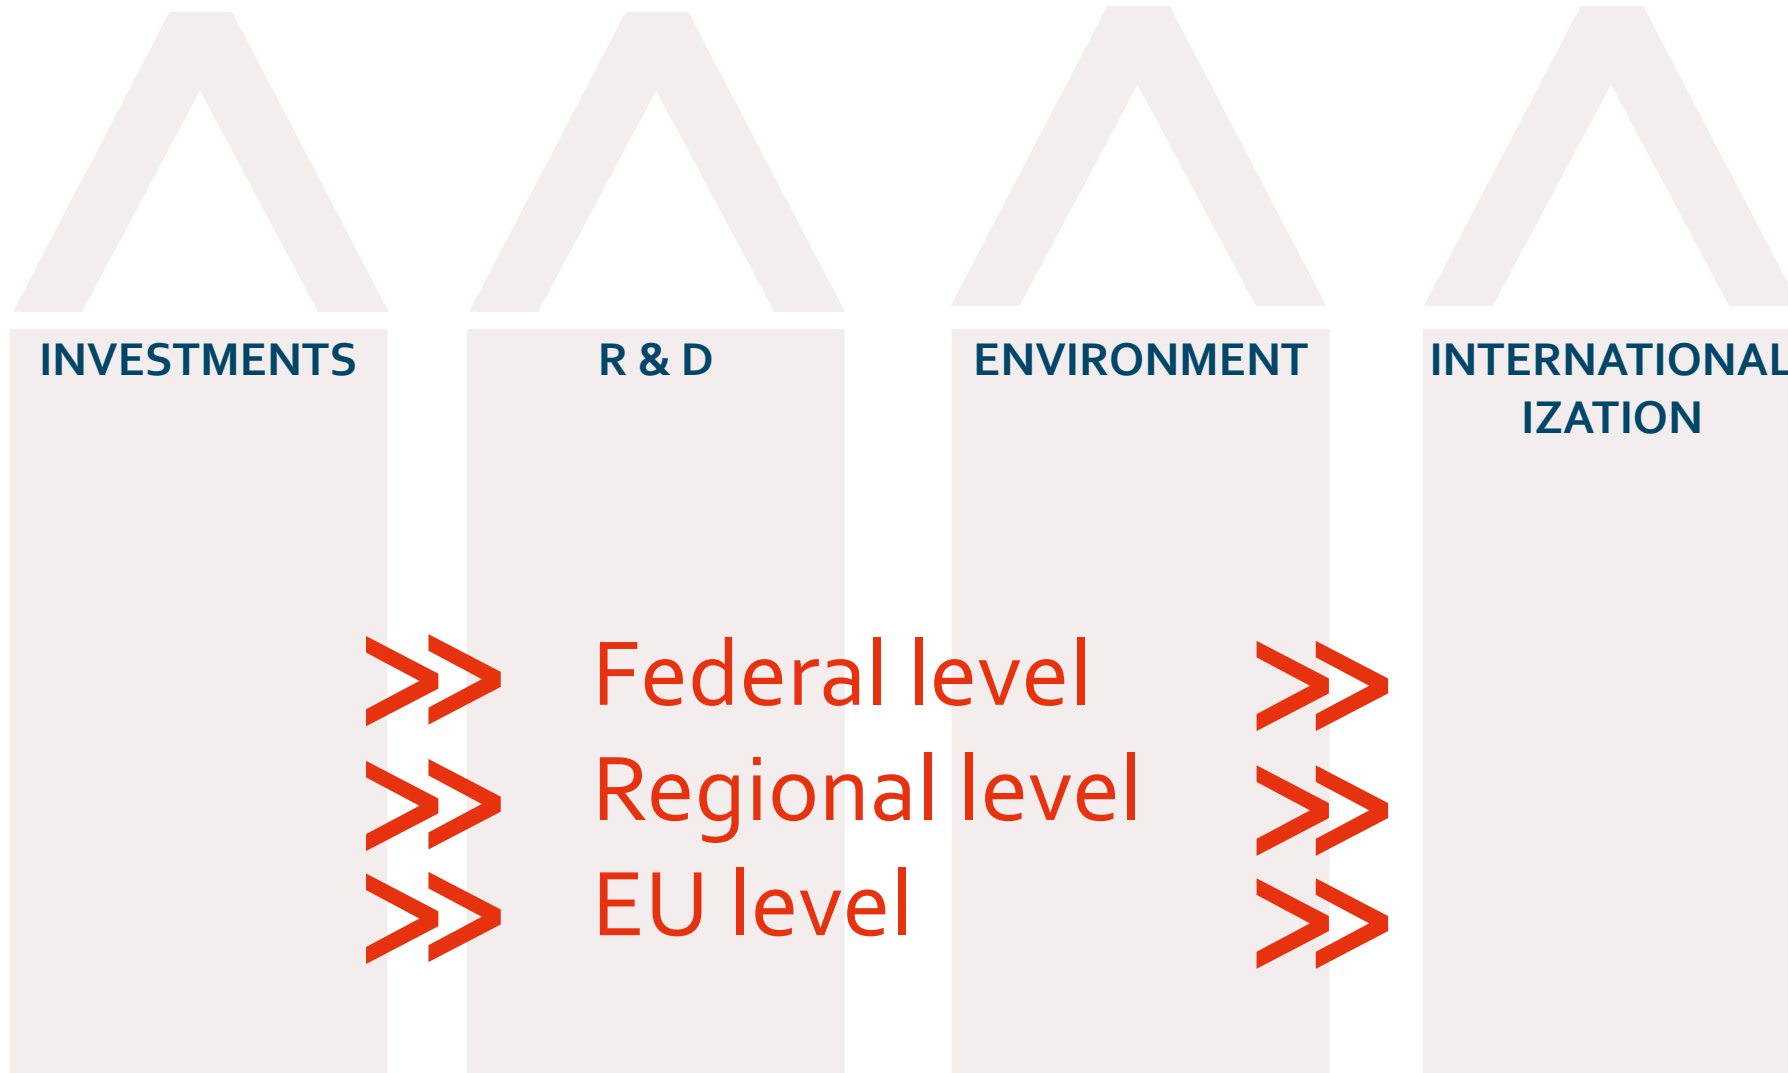 INVESTMENTS
R & D
ENVIRONMENT
INTERNATIONAL
IZATION
Federal level
Regional level
EU level